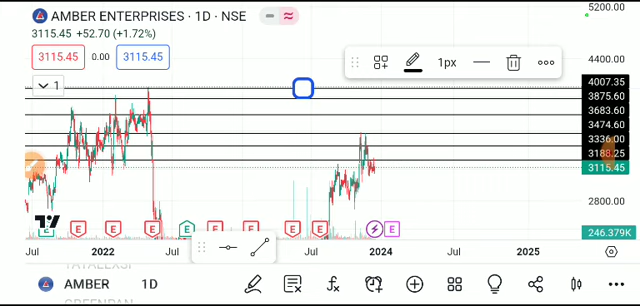 AMBER ENTERPRISES · 1D · NSE
3115.45 +52.70 (+1.72%)
3115.45 0.00 3115.45
1
1px
5200.00
4400.00
4007.35
3875.60
3683.60
3474.60
3336.00
3188.25
3115.45
2800.00
246.379K
E E E E E E E E E E
Jul 2022 Jul 2024 Jul 2025
AMBER 1D